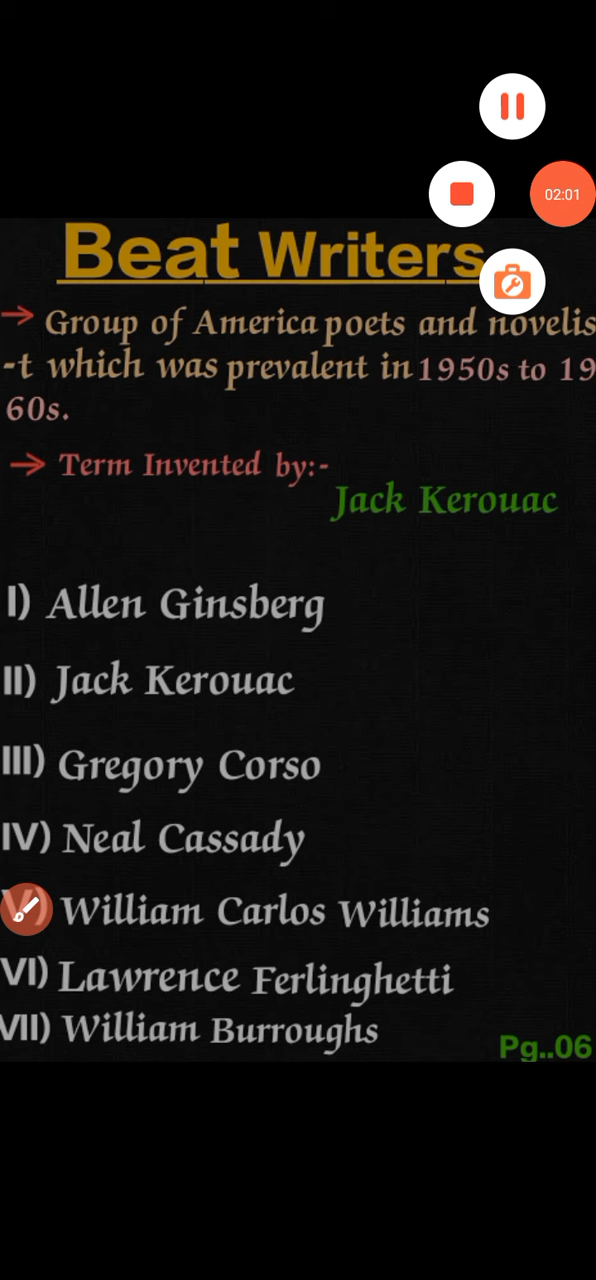 02:01
Beat Writers
→ Group of America poets and novelis
-t which was prevalent in 1950s to 19
60s.
→ Term Invented by:-
Jack Kerouac
I) Allen Ginsberg
II) Jack Kerouac
III) Gregory Corso
IV) Neal Cassady
V) William Carlos Williams
VI) Lawrence Ferlinghetti
VII) William Burroughs
Pg..06